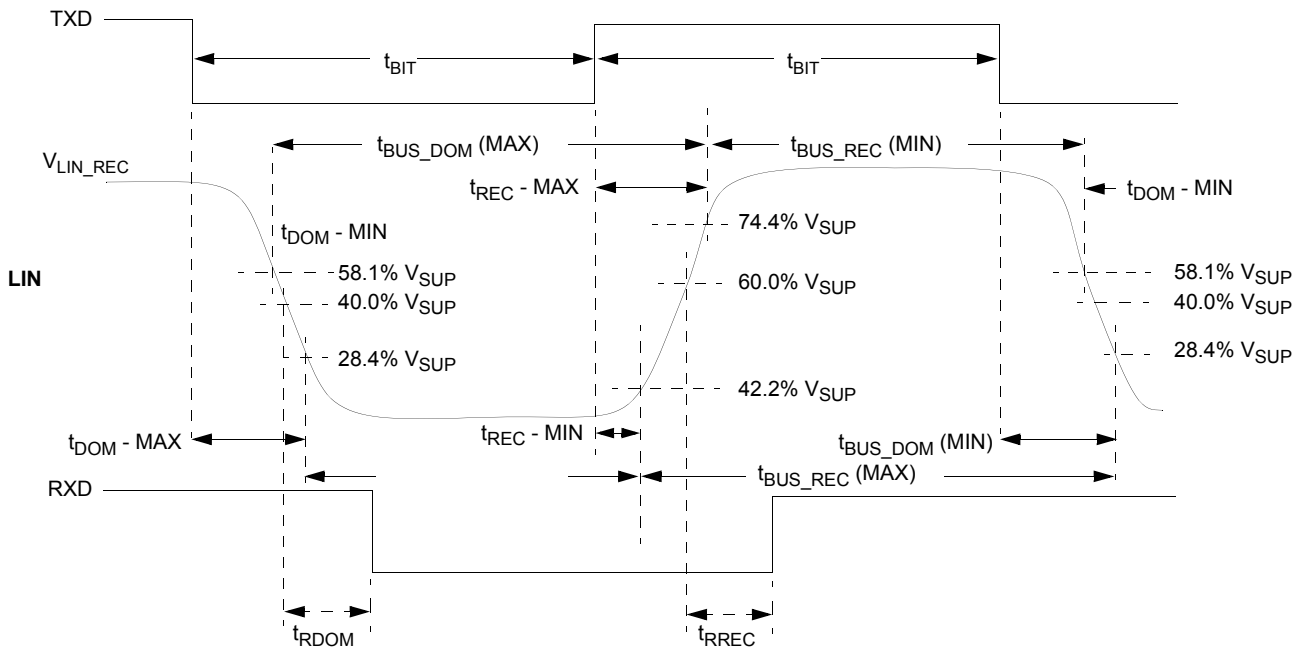 TXD
tBIT
tBIT
tBUS_DOM (MAX)
tBUS_REC (MIN)
VLIN_REC
tREC - MAX
tDOM - MIN
tDOM - MIN
74.4% VSUP
LIN
58.1% VSUP
60.0% VSUP
58.1% VSUP
40.0% VSUP
40.0% VSUP
28.4% VSUP
28.4% VSUP
42.2% VSUP
tDOM - MAX
tREC - MIN
tBUS_DOM (MIN)
tBUS_REC (MAX)
RXD
tRDOM
tRREC